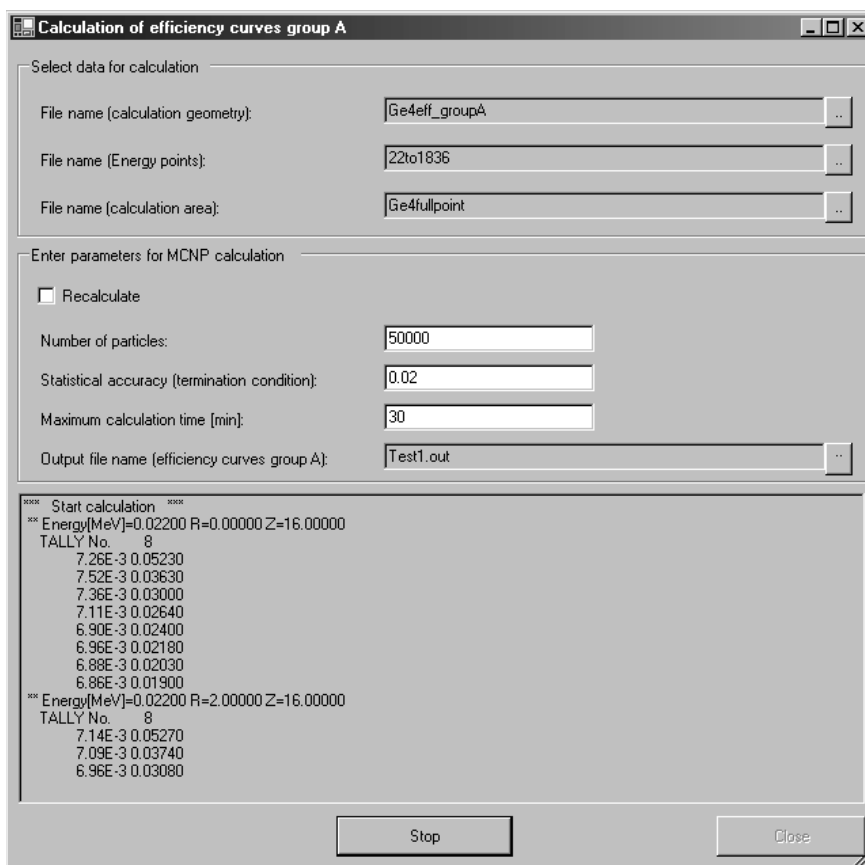 Calculation of efficiency curves group A
Select data for calculation
File name (calculation geometry): Ge4eff_groupA ..
File name (Energy points): 22to1836 ..
File name (calculation area): Ge4fullpoint ..
Enter parameters for MCNP calculation
Recalculate
Number of particles: 50000
Statistical accuracy (termination condition): 0.02
Maximum calculation time [min]: 30
Output file name (efficiency curves group A): Test1.out ..
*** Start calculation ***
** Energy[MeV]=0.02200 R=0.00000 Z=16.00000
TALLY No. 8
7.26E-3 0.05230
7.52E-3 0.03630
7.36E-3 0.03000
7.11E-3 0.02640
6.90E-3 0.02400
6.96E-3 0.02180
6.88E-3 0.02030
6.86E-3 0.01900
** Energy[MeV]=0.02200 R=2.00000 Z=16.00000
TALLY No. 8
7.14E-3 0.05270
7.09E-3 0.03740
6.96E-3 0.03080
Stop Close